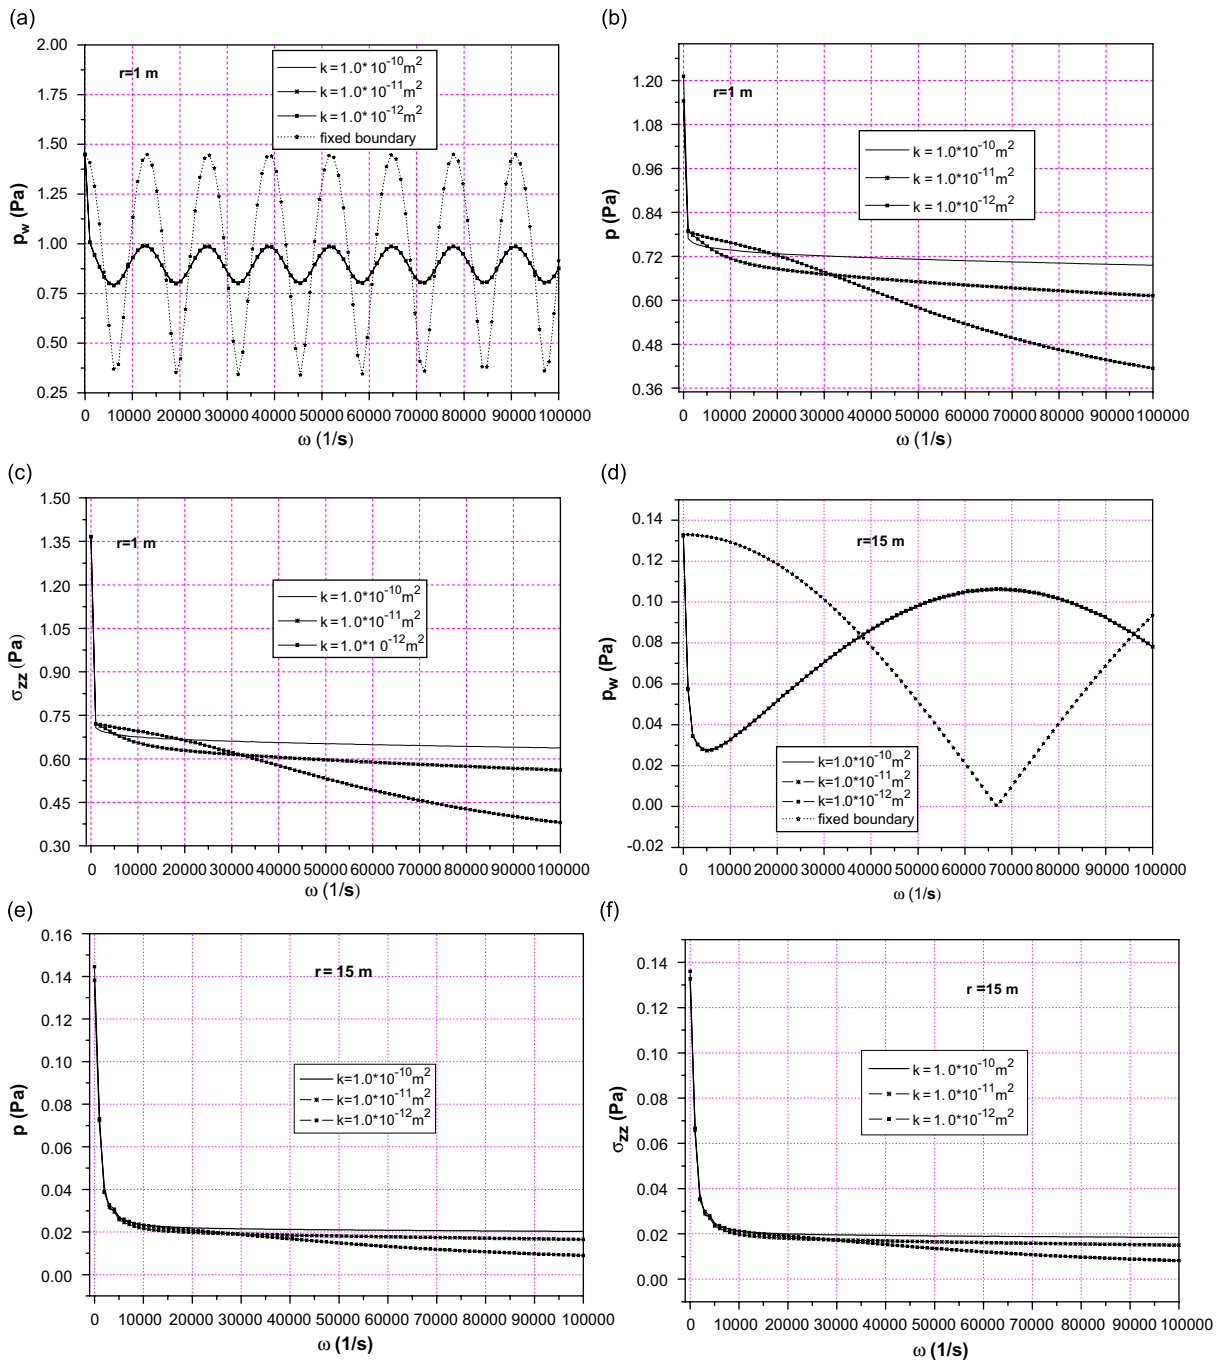 (a)
2.00
1.75
1.50
1.25
1.00
0.75
0.50
0.25
p_w (Pa)
r=1 m
k = 1.0* 10^-10 m^2
k = 1.0*10^-11 m^2
k = 1.0* 10^-12 m^2
fixed boundary
0 10000 20000 30000 40000 50000 60000 70000 80000 90000 100000
ω (1/s)
(b)
1.20
1.08
0.96
0.84
0.72
0.60
0.48
0.36
p (Pa)
r=1 m
k = 1.0*10^-10 m^2
k = 1.0*10^-11 m^2
k = 1.0*10^-12 m^2
0 10000 20000 30000 40000 50000 60000 70000 80000 90000 100000
ω (1/s)
(c)
1.50
1.35
1.20
1.05
0.90
0.75
0.60
0.45
0.30
σ_zz (Pa)
r=1 m
k = 1.0*10^-10 m^2
k = 1.0*10^-11 m^2
k = 1.0*1 0^-12 m^2
0 10000 20000 30000 40000 50000 60000 70000 80000 90000 100000
ω (1/s)
(d)
0.14
0.12
0.10
0.08
0.06
0.04
0.02
0.00
-0.02
p_w (Pa)
r=15 m
k=1.0*10^-10 m^2
k=1.0*10^-11 m^2
k=1.0*10^-12 m^2
fixed boundary
0 10000 20000 30000 40000 50000 60000 70000 80000 90000 100000
ω (1/s)
(e)
0.16
0.14
0.12
0.10
0.08
0.06
0.04
0.02
0.00
p (Pa)
r = 15 m
k=1.0*10^-10 m^2
k=1.0*10^-11 m^2
k=1.0*10^-12 m^2
0 10000 20000 30000 40000 50000 60000 70000 80000 90000 100000
ω (1/s)
(f)
0.14
0.12
0.10
0.08
0.06
0.04
0.02
0.00
σ_zz (Pa)
r =15 m
k = 1. 0*10^-10 m^2
k = 1. 0*10^-11 m^2
k = 1. 0*10^-12 m^2
0 10000 20000 30000 40000 50000 60000 70000 80000 90000 100000
ω (1/s)